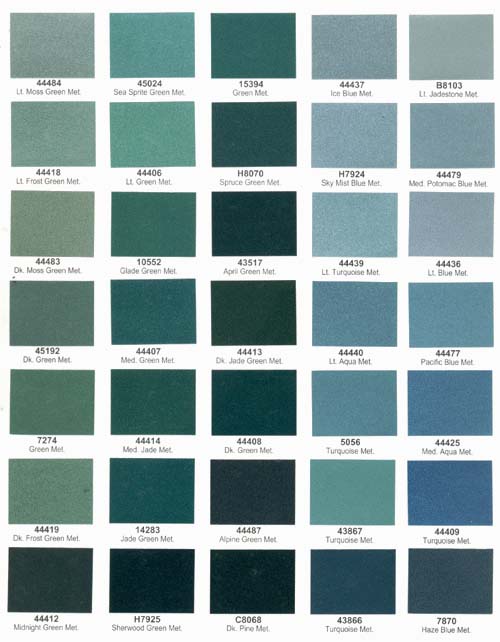 44484
Lt. Moss Green Met.
45024
Sea Sprite Green Met.
15394
Green Met.
44437
Ice Blue Met.
B8103
Lt. Jadestone Met.
44418
Lt. Frost Green Met.
44406
Lt. Green Met.
H8070
Spruce Green Met.
H7924
Sky Mist Blue Met.
44479
Med. Potomac Blue Met.
44483
Dk. Moss Green Met.
10552
Glade Green Met.
43517
April Green Met.
44439
Lt. Turquoise Met.
44436
Lt. Blue Met.
45192
Dk. Green Met.
44407
Med. Green Met.
44413
Dk. Jade Green Met.
44440
Lt. Aqua Met.
44477
Pacific Blue Met.
7274
Green Met.
44414
Med. Jade Met.
44408
Dk. Green Met.
5056
Turquoise Met.
44425
Med. Aqua Met.
44419
Dk. Frost Green Met.
14283
Jade Green Met.
44487
Alpine Green Met.
43867
Turquoise Met.
44409
Turquoise Met.
44412
Midnight Green Met.
H7925
Sherwood Green Met.
C8068
Dk. Pine Met.
43866
Turquoise Met.
7870
Haze Blue Met.